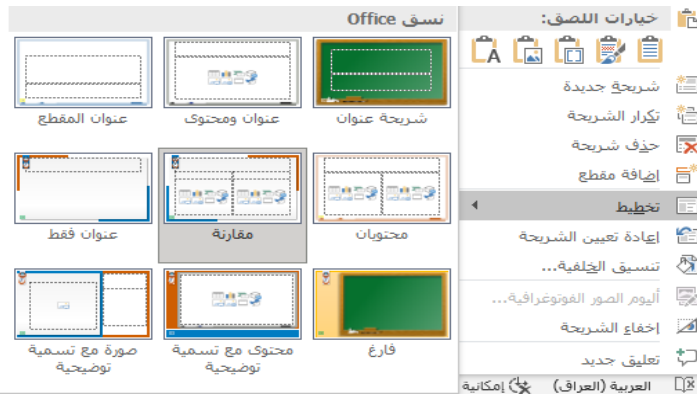 خيارات اللصق:
شريحة جديدة
تكرار الشريحة
حذف شريحة
إضافة مقطع
تخطيط
إعادة تعيين الشريحة
تنسيق الخلفية...
ألبوم الصور الفوتوغرافية...
إخفاء الشريحة
تعليق جديد
العربية (العراق)
إمكانية
نسق Office
شريحة عنوان
عنوان ومحتوى
عنوان المقطع
محتويان
مقارنة
عنوان فقط
فارغ
محتوى مع تسمية
توضيحية
صورة مع تسمية
توضيحية